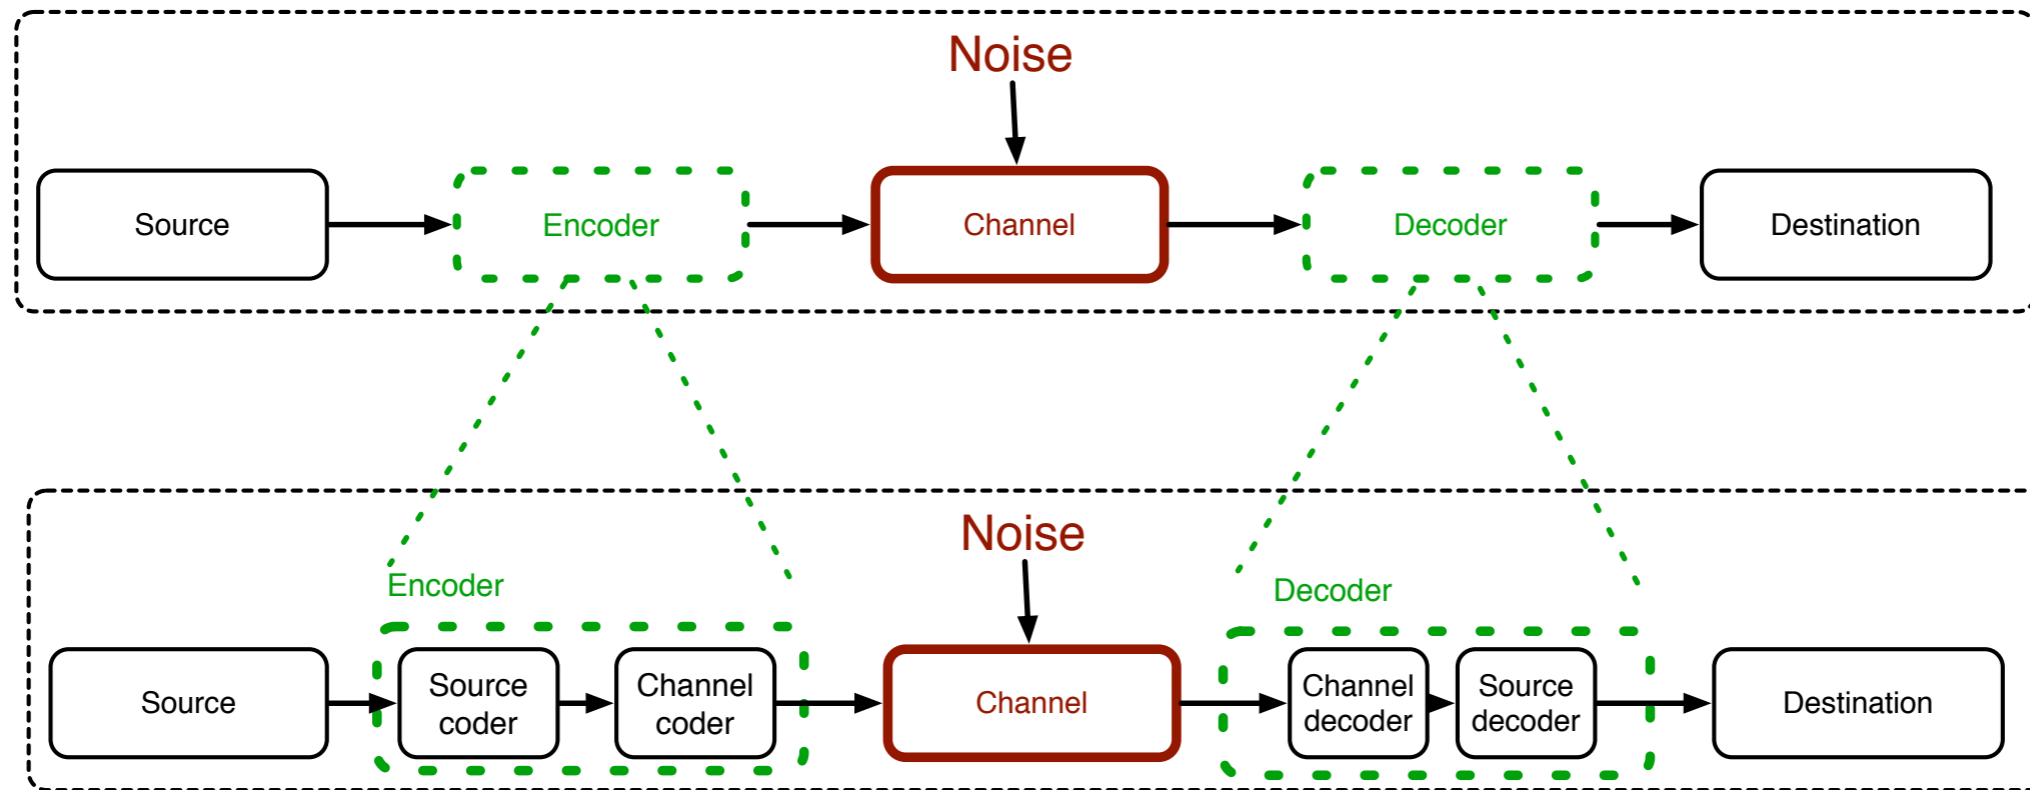 Noise
Source
Encoder
Channel
Decoder
Destination
Noise
Encoder
Decoder
Source
Source
coder
Channel
coder
Channel
Channel
decoder
Source
decoder
Destination